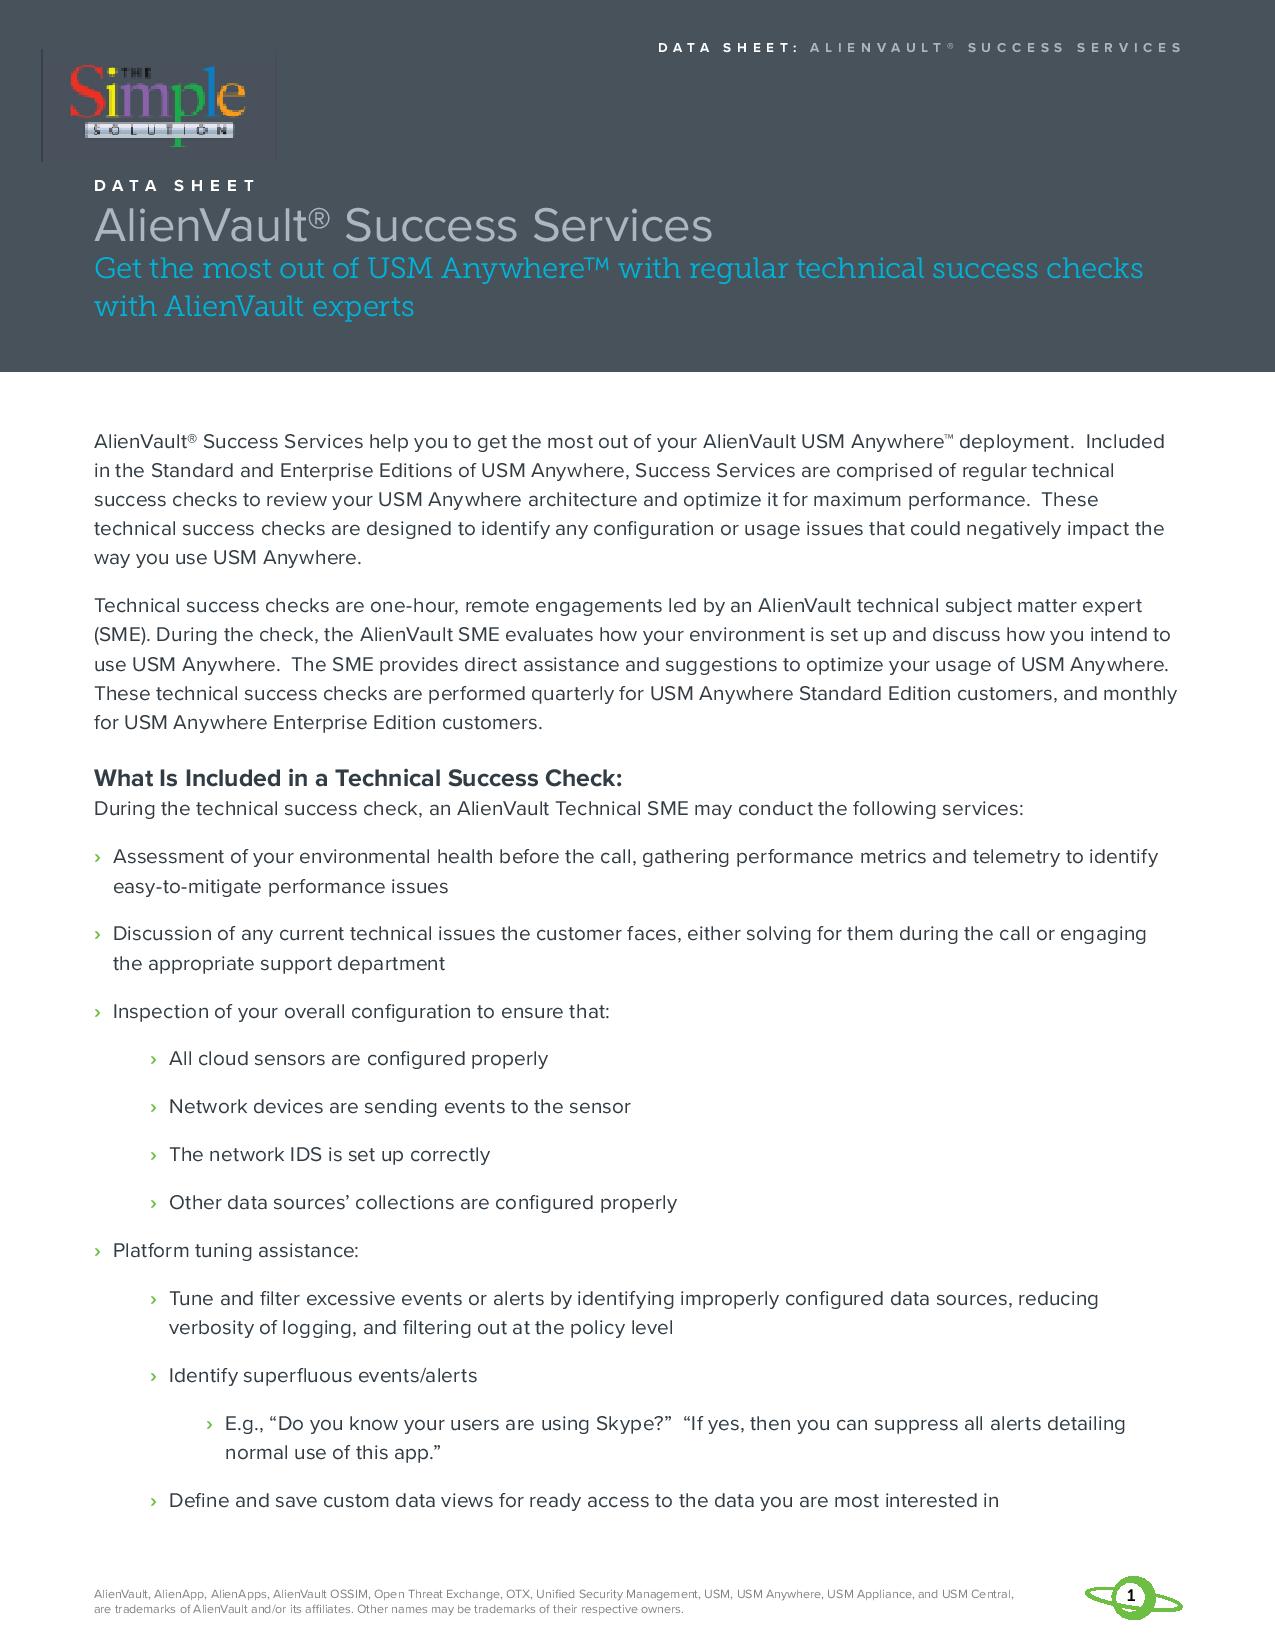 DATA SHEET: ALIENVAULT® SUCCESS SERVICES
THE
Simple
SOLUTION
DATA SHEET
AlienVault® Success Services
Get the most out of USM Anywhere™ with regular technical success checks
with AlienVault experts
AlienVault® Success Services help you to get the most out of your AlienVault USM Anywhere™ deployment.  Included
in the Standard and Enterprise Editions of USM Anywhere, Success Services are comprised of regular technical
success checks to review your USM Anywhere architecture and optimize it for maximum performance.  These
technical success checks are designed to identify any configuration or usage issues that could negatively impact the
way you use USM Anywhere.
Technical success checks are one-hour, remote engagements led by an AlienVault technical subject matter expert
(SME). During the check, the AlienVault SME evaluates how your environment is set up and discuss how you intend to
use USM Anywhere.  The SME provides direct assistance and suggestions to optimize your usage of USM Anywhere.
These technical success checks are performed quarterly for USM Anywhere Standard Edition customers, and monthly
for USM Anywhere Enterprise Edition customers.
What Is Included in a Technical Success Check:
During the technical success check, an AlienVault Technical SME may conduct the following services:
› Assessment of your environmental health before the call, gathering performance metrics and telemetry to identify
easy-to-mitigate performance issues
› Discussion of any current technical issues the customer faces, either solving for them during the call or engaging
the appropriate support department
› Inspection of your overall configuration to ensure that:
› All cloud sensors are configured properly
› Network devices are sending events to the sensor
› The network IDS is set up correctly
› Other data sources’ collections are configured properly
› Platform tuning assistance:
› Tune and filter excessive events or alerts by identifying improperly configured data sources, reducing
verbosity of logging, and filtering out at the policy level
› Identify superfluous events/alerts
› E.g., “Do you know your users are using Skype?”  “If yes, then you can suppress all alerts detailing
normal use of this app.”
› Define and save custom data views for ready access to the data you are most interested in
AlienVault, AlienApp, AlienApps, AlienVault OSSIM, Open Threat Exchange, OTX, Unified Security Management, USM, USM Anywhere, USM Appliance, and USM Central,
are trademarks of AlienVault and/or its affiliates. Other names may be trademarks of their respective owners.
1